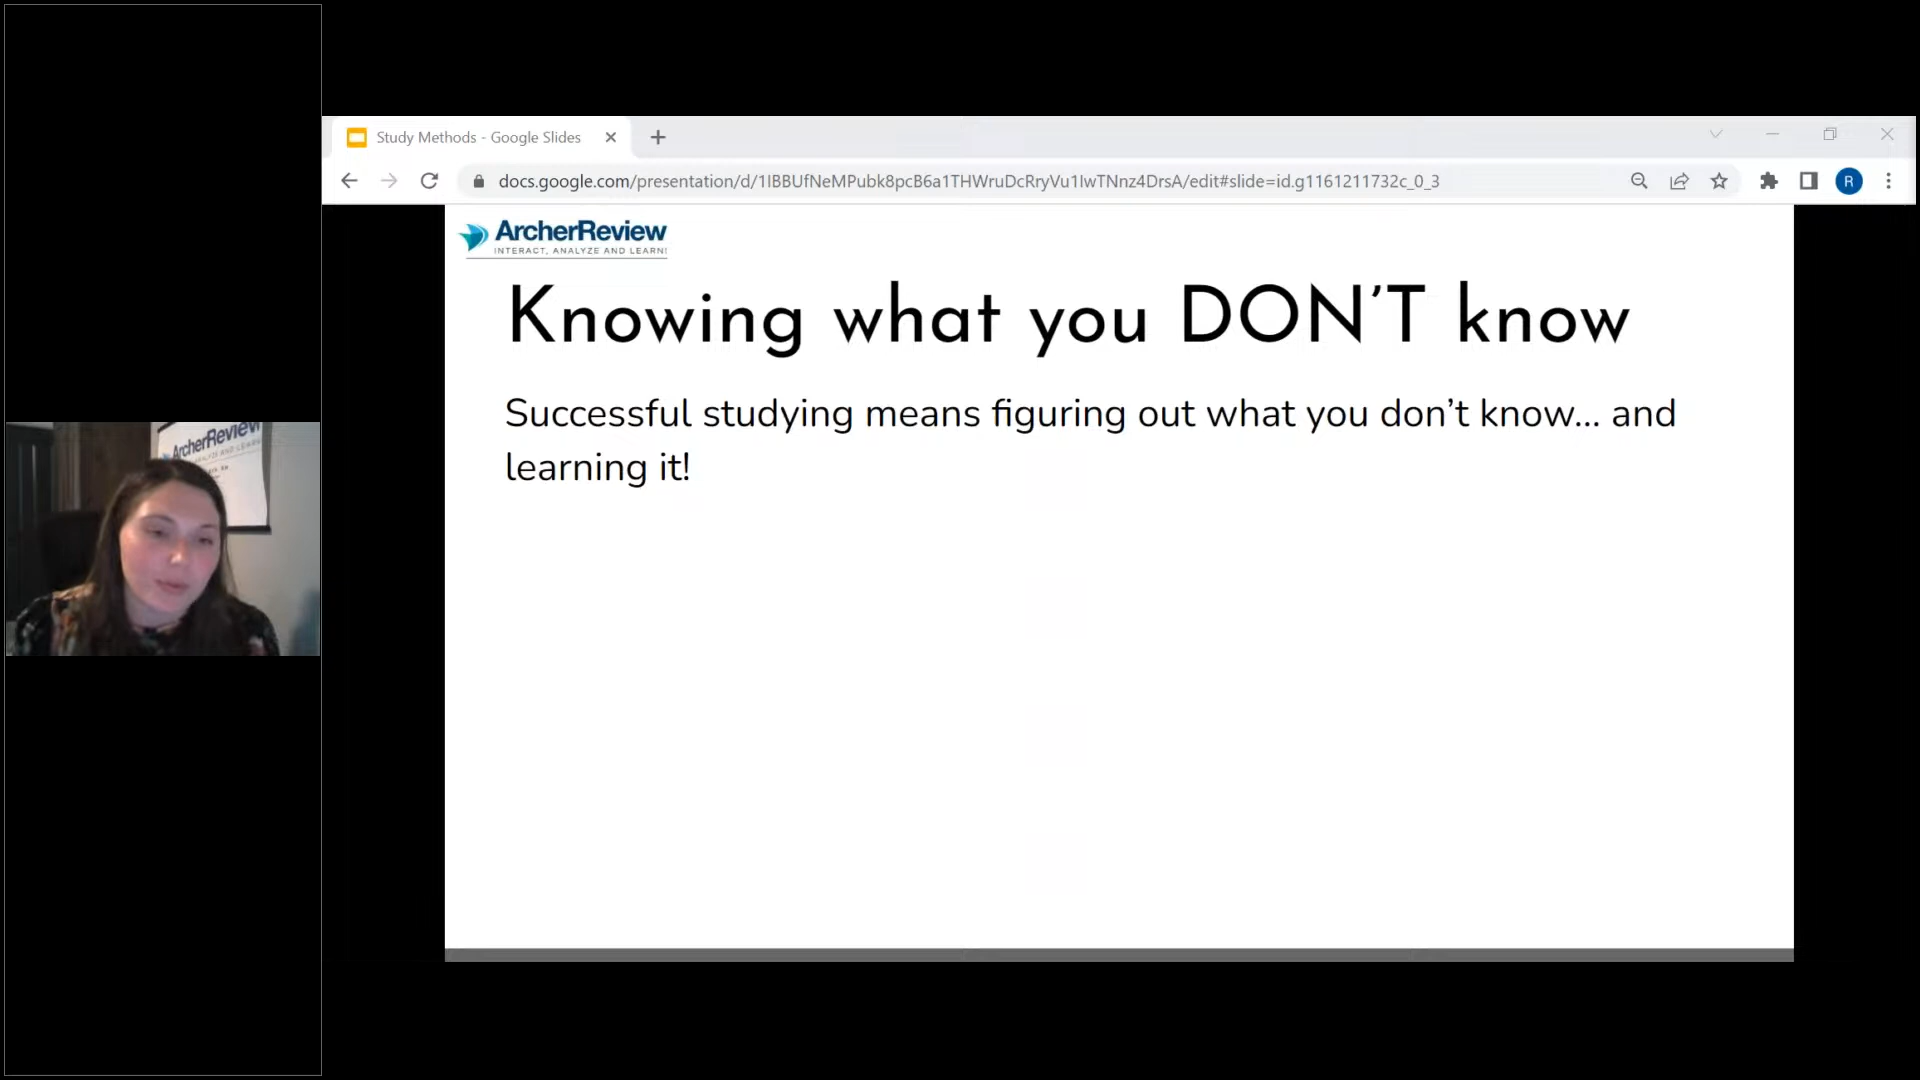 Study Methods - Google Slides
docs.google.com/presentation/d/1IBBUfNeMPubk8pcB6a1THWruDcRryVu1IwTNnz4DrsA/edit#slide=id.g1161211732c_0_3
R
ArcherReview
INTERACT, ANALYZE AND LEARN!
Knowing what you DON’T know
Successful studying means figuring out what you don’t know... and
learning it!
ArcherReview